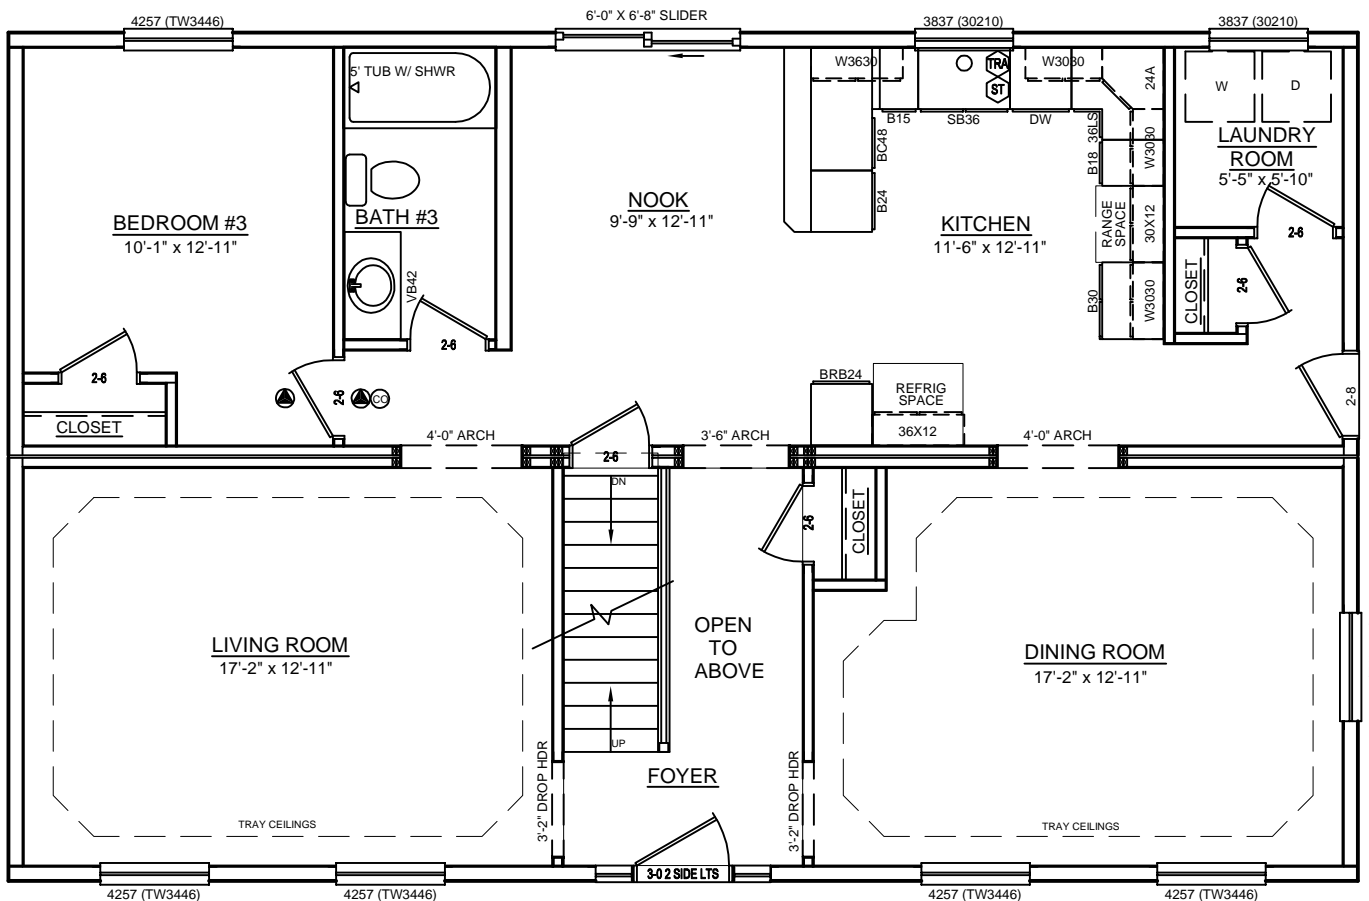 4257 (TW3446)
6'-0" X 6'-8" SLIDER
3837 (30210)
3837 (30210)
5' TUB W/ SHWR
W3630
TRA
ST
W3030
24A
W
D
B15
SB36
DW
36LS
BC48
B18
W3030
LAUNDRY
ROOM
5'-5" x 5'-10"
B24
NOOK
9'-9" x 12'-11"
BEDROOM #3
10'-1" x 12'-11"
BATH #3
KITCHEN
11'-6" x 12'-11"
RANGE
SPACE
30X12
2-6
VB42
2-6
CLOSET
2-6
B30
W3030
2-6
2-6
CO
CLOSET
BRB24
REFRIG
SPACE
36X12
2-6
2-8
4'-0" ARCH
2-6
3'-6" ARCH
4'-0" ARCH
DN
2-6
CLOSET
LIVING ROOM
17'-2" x 12'-11"
OPEN
TO
ABOVE
DINING ROOM
17'-2" x 12'-11"
UP
FOYER
3'-2" DROP HDR
3'-2" DROP HDR
TRAY CEILINGS
TRAY CEILINGS
3-0 2 SIDE LTS
4257 (TW3446)
4257 (TW3446)
4257 (TW3446)
4257 (TW3446)